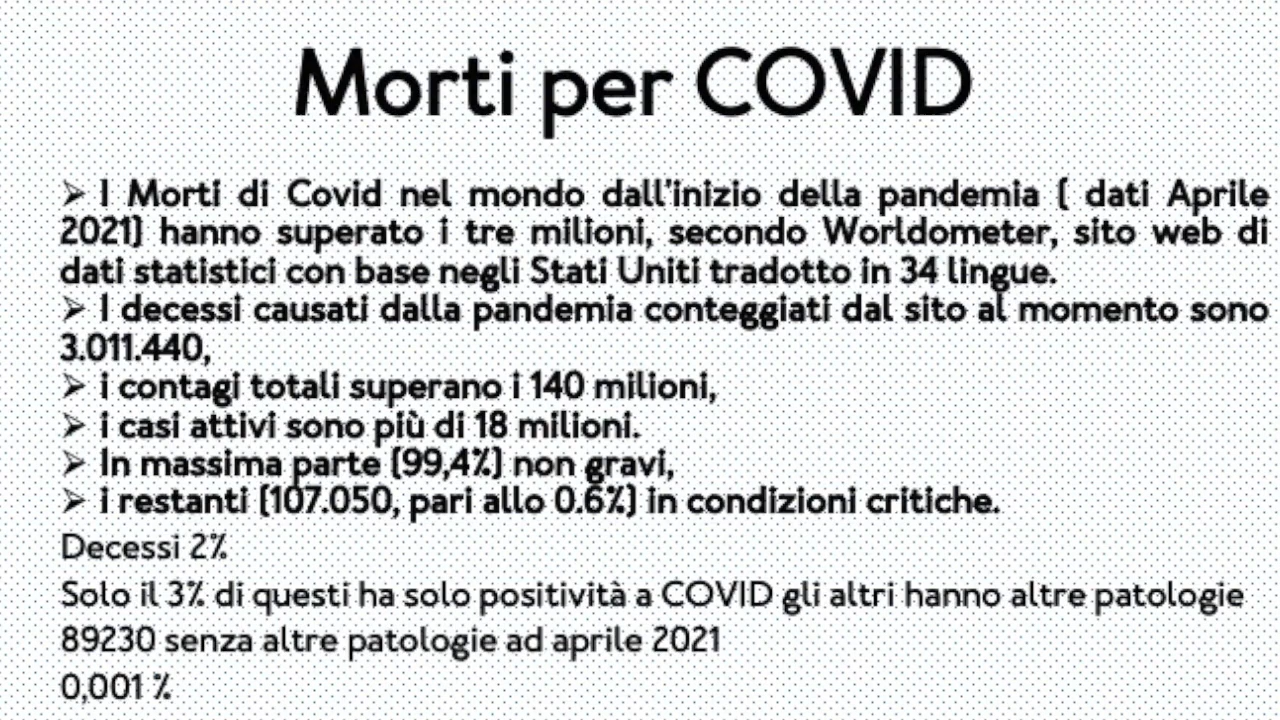 Morti per COVID
➢ I Morti di Covid nel mondo dall'inizio della pandemia ( dati Aprile
2021) hanno superato i tre milioni, secondo Worldometer, sito web di
dati statistici con base negli Stati Uniti tradotto in 34 lingue.
➢ I decessi causati dalla pandemia conteggiati dal sito al momento sono
3.011.440,
➢ i contagi totali superano i 140 milioni,
➢ i casi attivi sono più di 18 milioni.
➢ In massima parte (99,4%) non gravi,
➢ i restanti (107.050, pari allo 0.6%) in condizioni critiche.
Decessi 2%
Solo il 3% di questi ha solo positività a COVID gli altri hanno altre patologie
89230 senza altre patologie ad aprile 2021
0,001 %